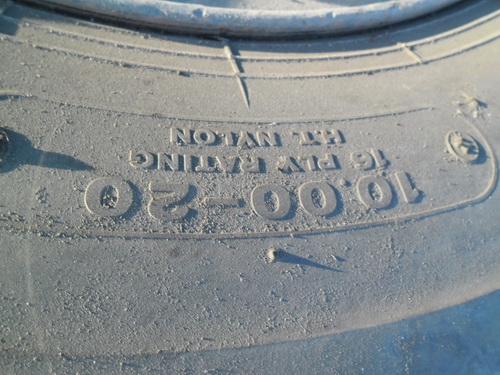 10.00-20
16 PLY RATING
H.T. NYLON